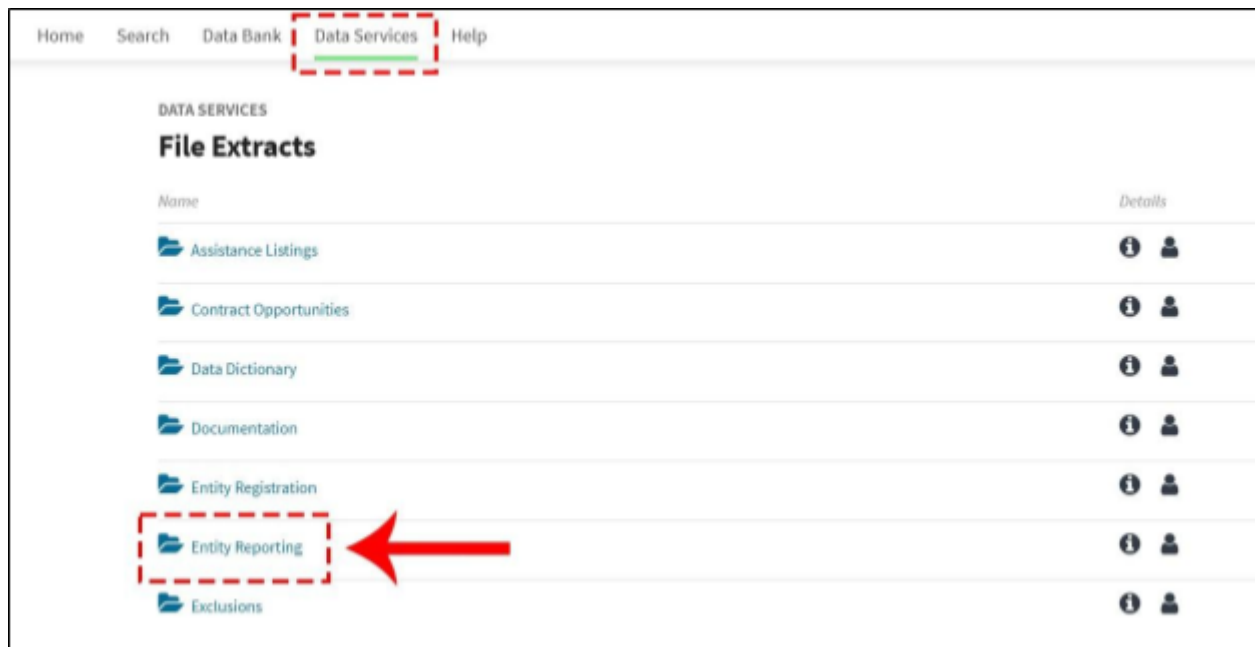 Home Search Data Bank Data Services Help
DATA SERVICES
File Extracts
Name Details
Assistance Listings
Contract Opportunities
Data Dictionary
Documentation
Entity Registration
Entity Reporting
Exclusions